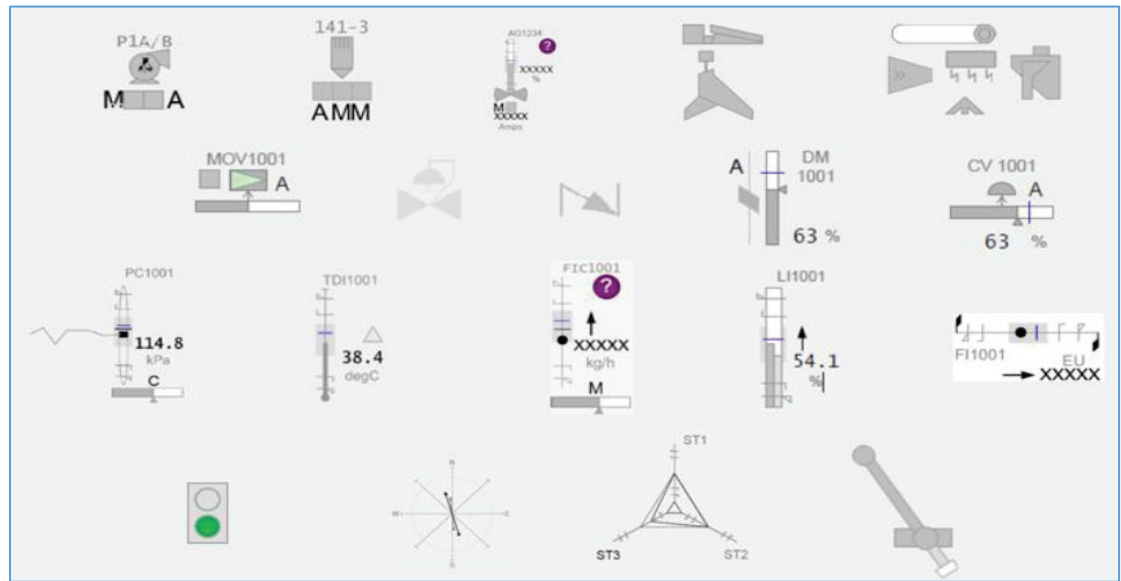 P1A/B
M A
141-3
AMM
AG1234
?
XXXXX
%
M
XXXXX
Amps
MOV1001
A
A
DM
1001
63 %
CV 1001
A
63 %
PC1001
114.8
kPa
C
TDI1001
38.4
degC
FIC1001
?
XXXXX
kg/h
M
LI1001
54.1
%
FI1001
EU
XXXXX
N
W
E
S
ST1
ST3
ST2